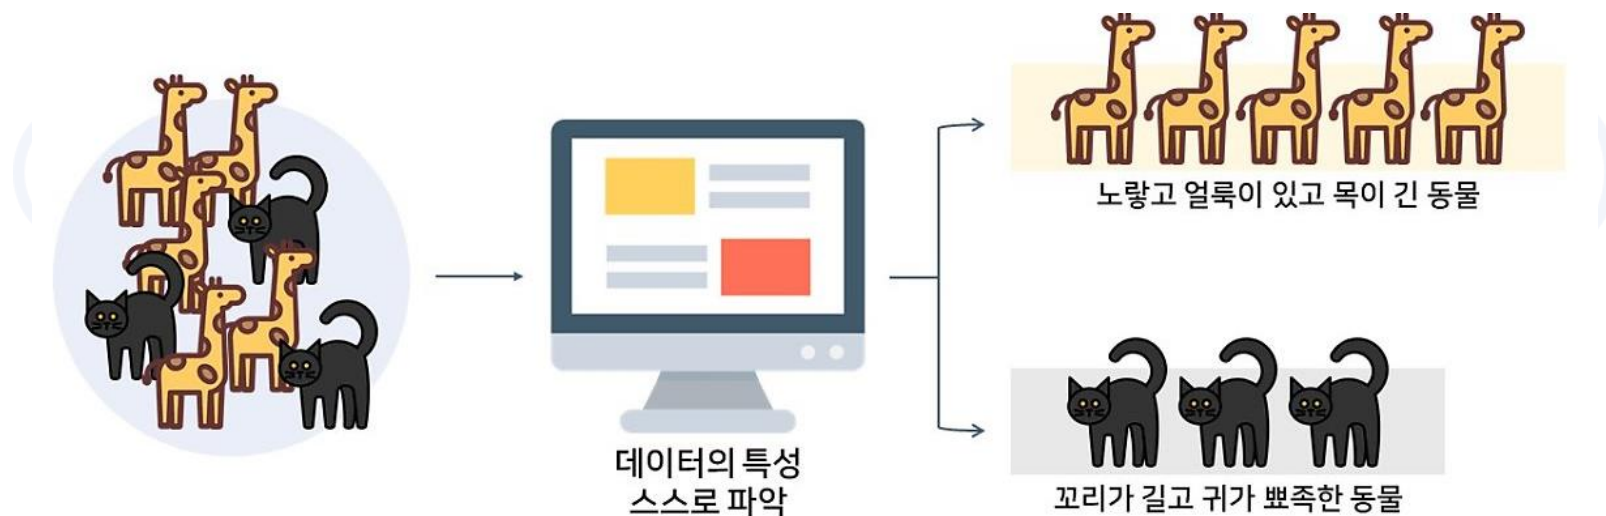 노랗고 얼룩이 있고 목이 긴 동물
데이터의 특성
스스로 파악
꼬리가 길고 귀가 뾰족한 동물